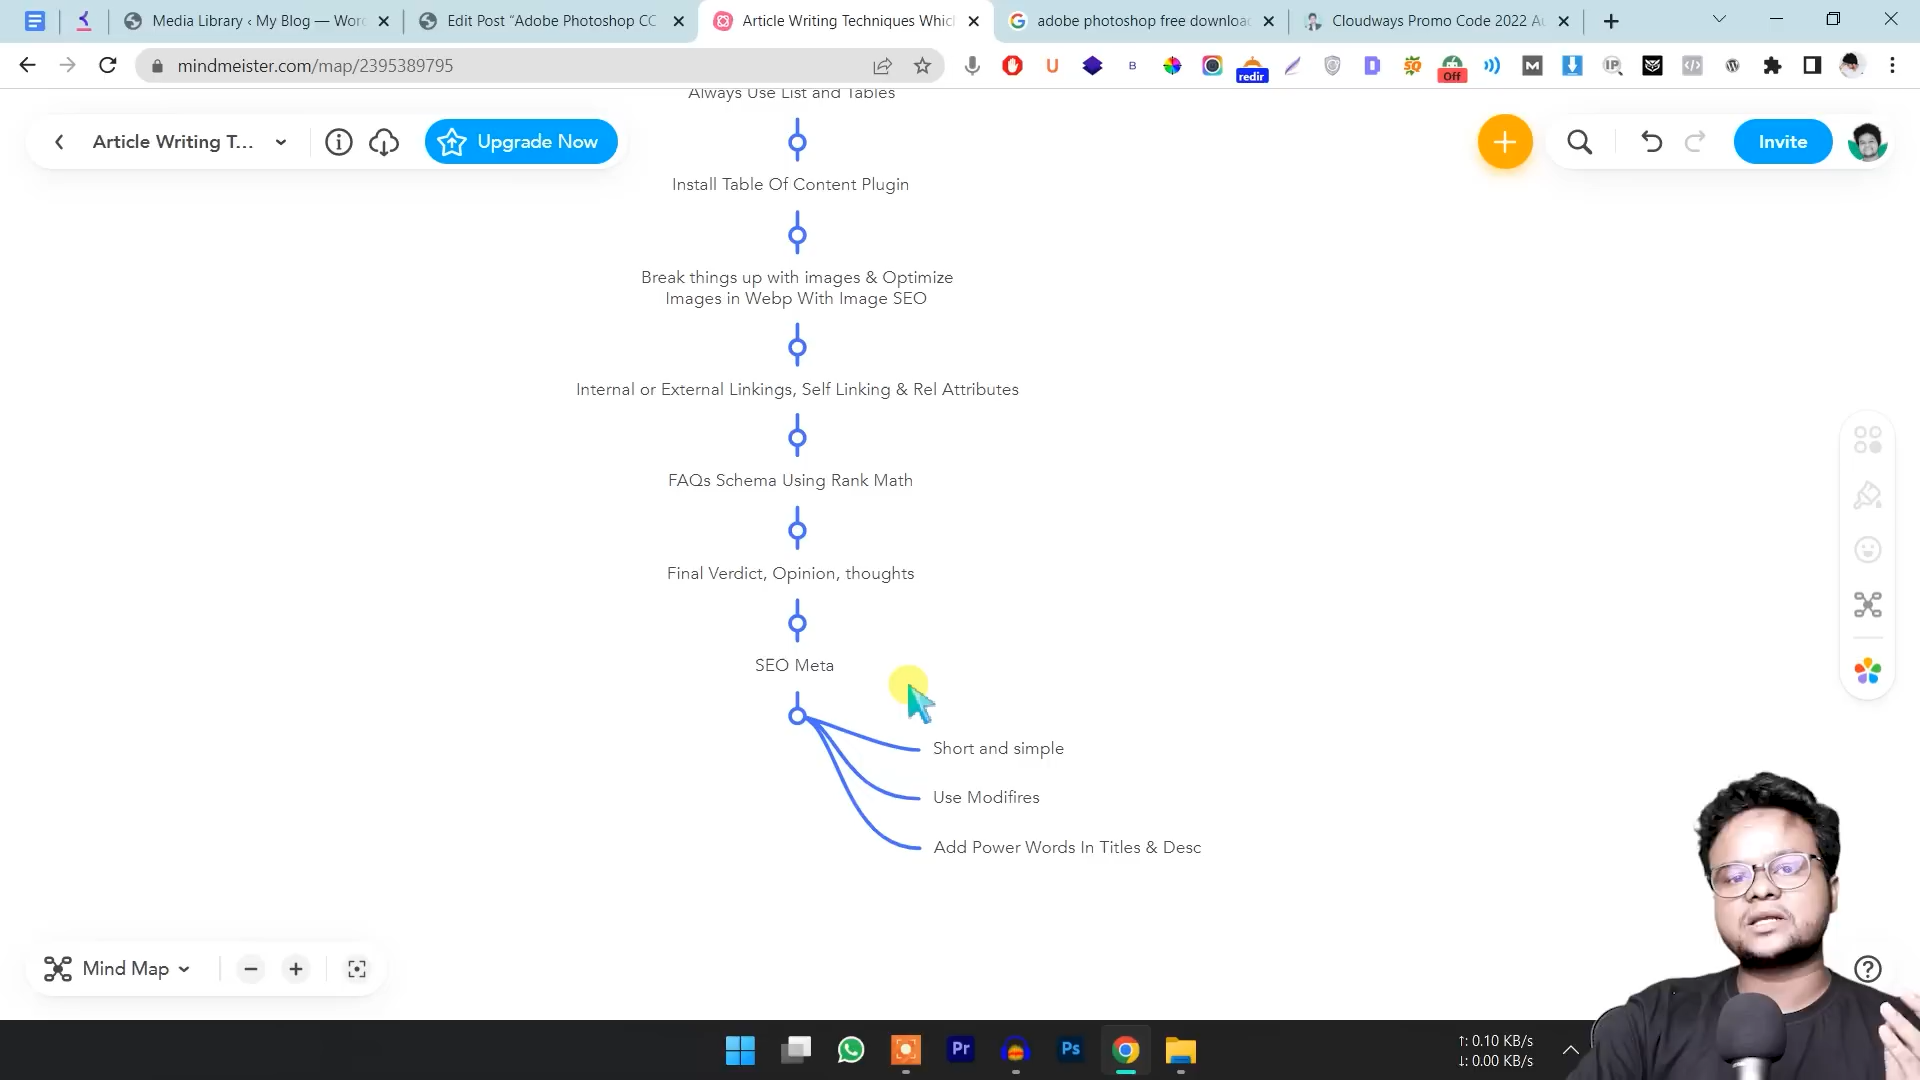 Media Library ‹ My Blog — Wor
Edit Post “Adobe Photoshop CC
Article Writing Techniques Whic
adobe photoshop free downloa
Cloudways Promo Code 2022 A
mindmeister.com/map/2395389795
redir
Off
Always Use List and Tables
Article Writing T...
Upgrade Now
Invite
Install Table Of Content Plugin
Break things up with images & Optimize
Images in Webp With Image SEO
Internal or External Linkings, Self Linking & Rel Attributes
FAQs Schema Using Rank Math
Final Verdict, Opinion, thoughts
SEO Meta
Short and simple
Use Modifires
Add Power Words In Titles & Desc
Mind Map
Pr
Ps
↑: 0.10 KB/s
↓: 0.00 KB/s